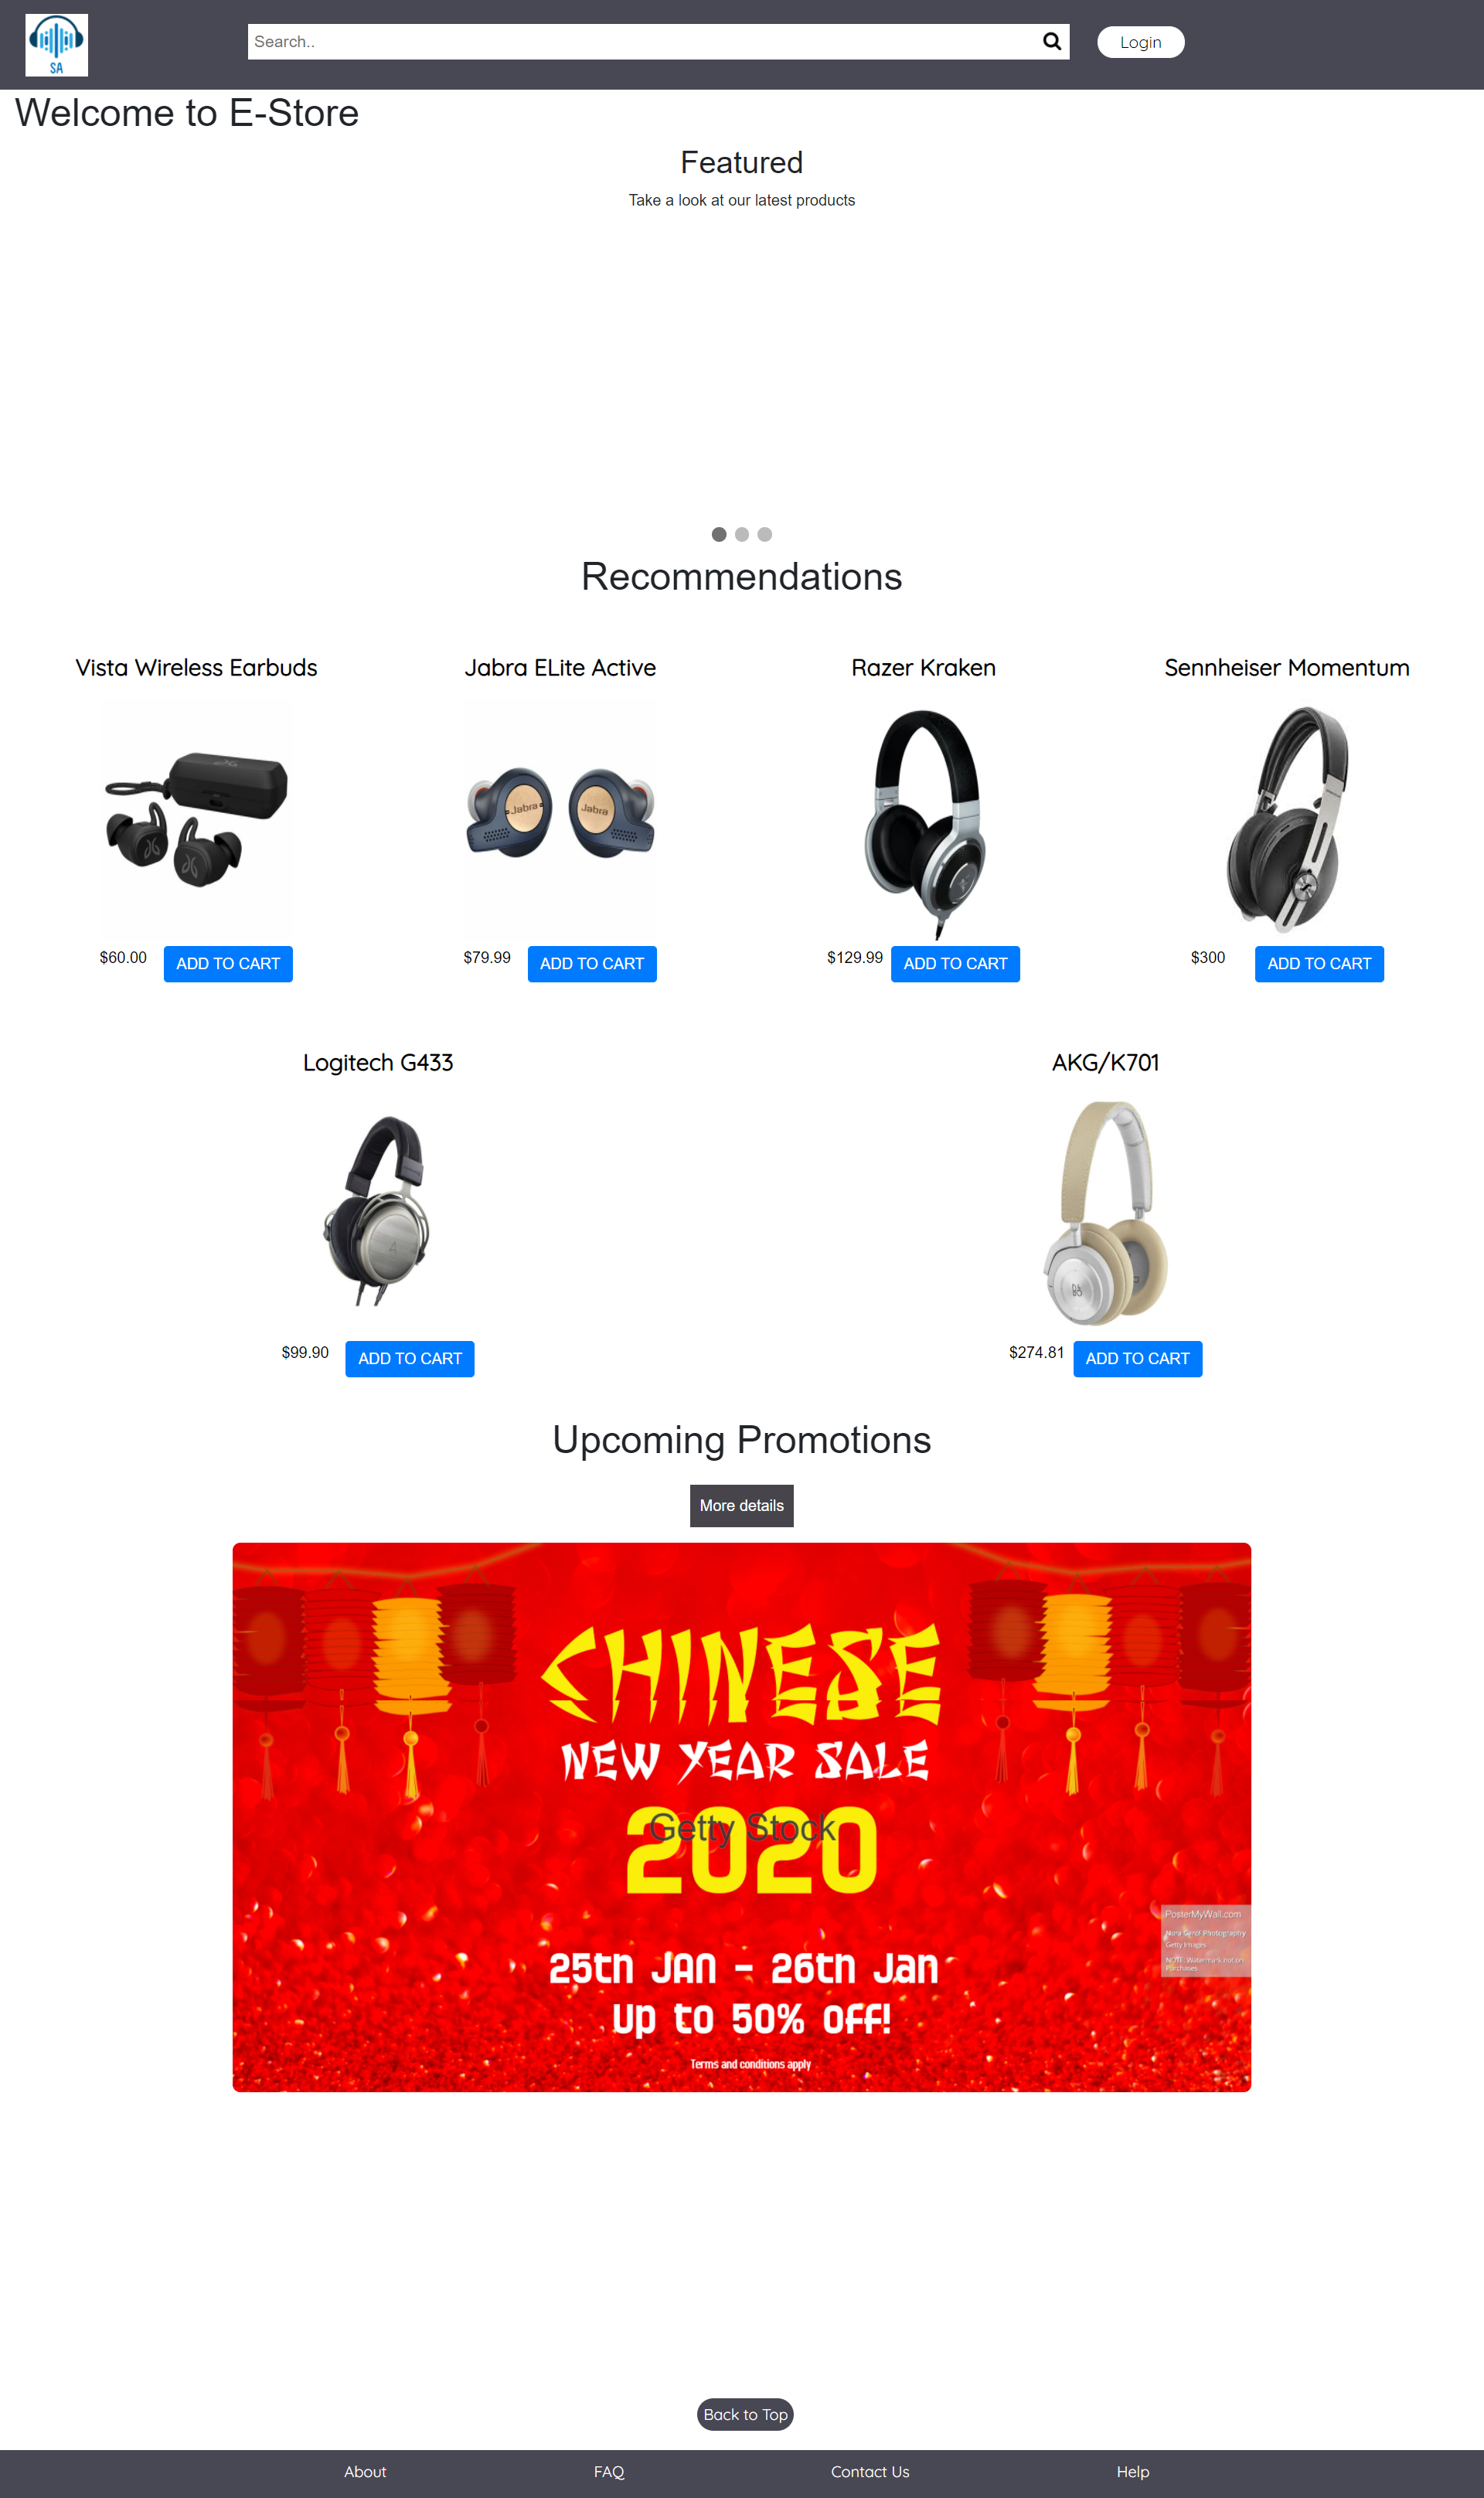 SA
Search..
Login
Welcome to E-Store
Featured
Take a look at our latest products
Recommendations
Vista Wireless Earbuds
Jabra ELite Active
Razer Kraken
Sennheiser Momentum
Jabra
Jabra
$60.00
ADD TO CART
$79.99
ADD TO CART
$129.99
ADD TO CART
$300
ADD TO CART
Logitech G433
AKG/K701
$99.90
ADD TO CART
$274.81
ADD TO CART
Upcoming Promotions
More details
CHINESE
NEW YEAR SALE
2020
Getty Stock
PosterMyWall.com
Getty Images
NOTE: Watermark not on
Purchases
25th JAN - 26th Jan
Up to 50% off!
Terms and conditions apply
Back to Top
About
FAQ
Contact Us
Help